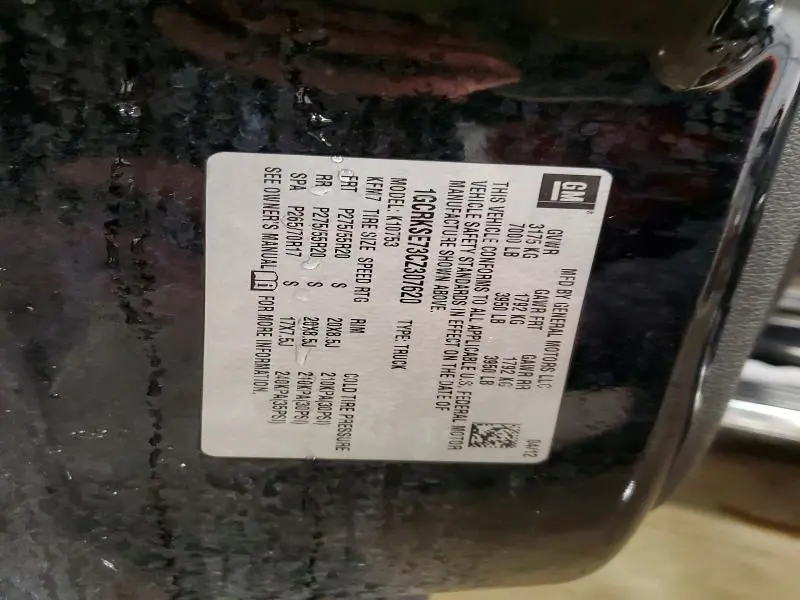 GM
MFD BY GENERAL MOTORS LLC 04/12
GVWR GAWR FRT GAWR RR
3175 KG 1792 KG 1792 KG
7000 LB 3950 LB 3950 LB
THIS VEHICLE CONFORMS TO ALL APPLICABLE U.S. FEDERAL MOTOR
VEHICLE SAFETY STANDARDS IN EFFECT ON THE DATE OF
MANUFACTURE SHOWN ABOVE.
1GCRKSE73CZ307620 TYPE: TRUCK
MODEL: K10753
KFM7 TIRE SIZE SPEED RTG RIM COLD TIRE PRESSURE
FRT P275/55R20 S 20X8.5J 210KPA(30PSI)
RR P275/55R20 S 20X8.5J 210KPA(30PSI)
SPA P265/70R17 S 17X7.5J 240KPA(35PSI)
SEE OWNER'S MANUAL FOR MORE INFORMATION.